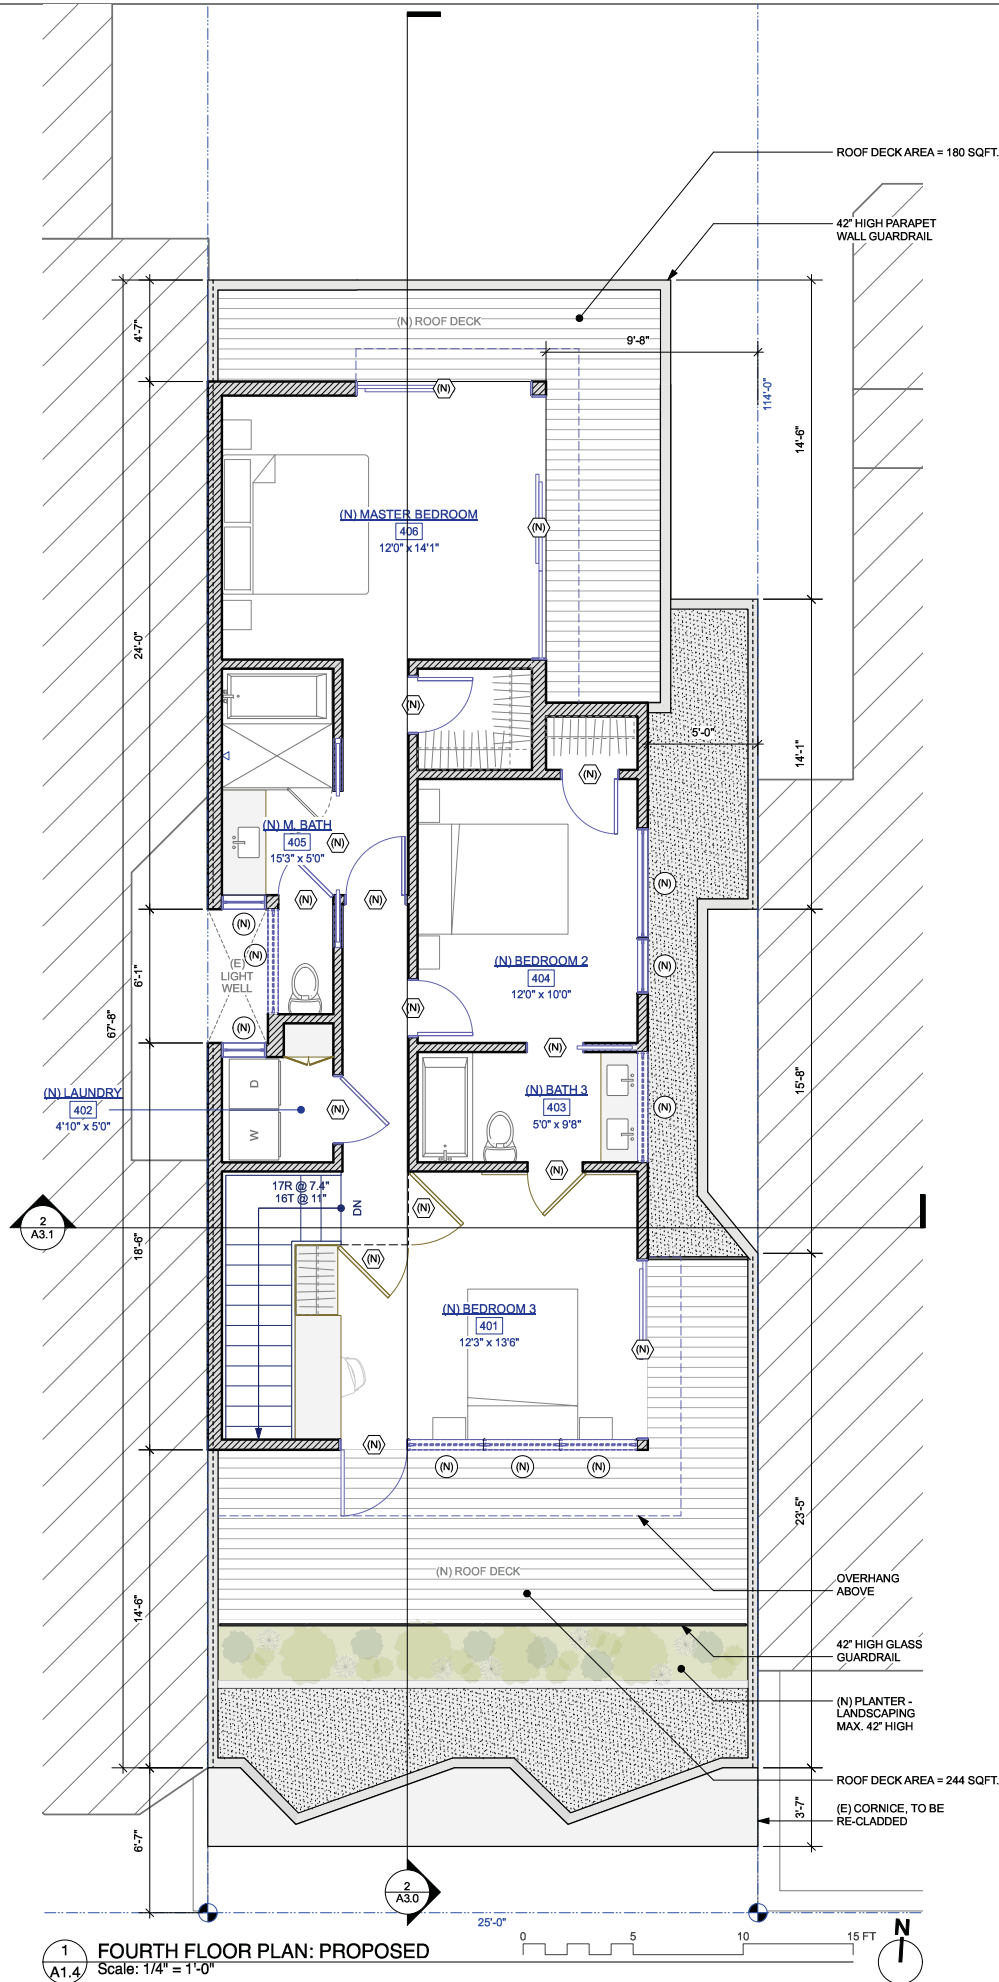 ROOF DECK AREA = 180 SQFT.
42" HIGH PARAPET
WALL GUARDRAIL
(N) ROOF DECK
4'-7"
9'-8"
114'-0"
14'-6"
(N)
(N) MASTER BEDROOM
406
12'0" x 14'1"
(N)
24'-0"
(N)
5'-0"
14'-1"
(N)
(N) M. BATH
405
15'3" x 5'0"
(N)
(N)
(N)
(N)
(N)
(N)
(E)
LIGHT
WELL
(N) BEDROOM 2
404
12'0" x 10'0"
(N)
6'-1"
67'-8"
(N)
(N)
(N)
(N) LAUNDRY
402
4'10" x 5'0"
D
W
(N)
(N) BATH 3
403
5'0" x 9'8"
(N)
15'-8"
(N)
17R @ 7.4"
16T @ 11"
DN
(N)
2
A3.1
18'-6"
(N)
(N) BEDROOM 3
401
12'3" x 13'6"
(N)
(N)
(N)
(N)
(N)
23'-5"
(N) ROOF DECK
OVERHANG
ABOVE
14'-6"
42" HIGH GLASS
GUARDRAIL
(N) PLANTER -
LANDSCAPING
MAX. 42" HIGH
ROOF DECK AREA = 244 SQFT.
(E) CORNICE, TO BE
RE-CLADDED
3'-7"
6'-7"
2
A3.0
25'-0"
1
A1.4
FOURTH FLOOR PLAN: PROPOSED
Scale: 1/4" = 1'-0"
0 5 10 15 FT
N